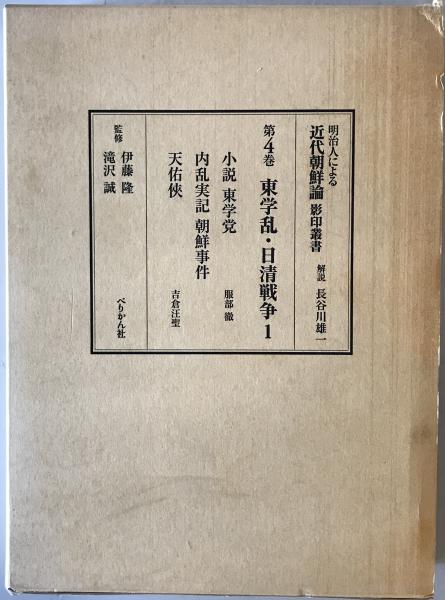 明治人による
近代朝鮮論 影印叢書
解説 長谷川雄一
第4巻 東学乱・日清戦争 1
小説 東学党 服部 徹
内乱実記 朝鮮事件
天佑俠 吉倉汪聖
監修 伊藤 隆
滝沢 誠
ぺりかん社